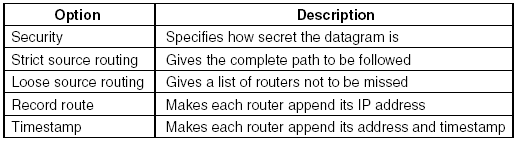 Option Description
Security Specifies how secret the datagram is
Strict source routing Gives the complete path to be followed
Loose source routing Gives a list of routers not to be missed
Record route Makes each router append its IP address
Timestamp Makes each router append its address and timestamp